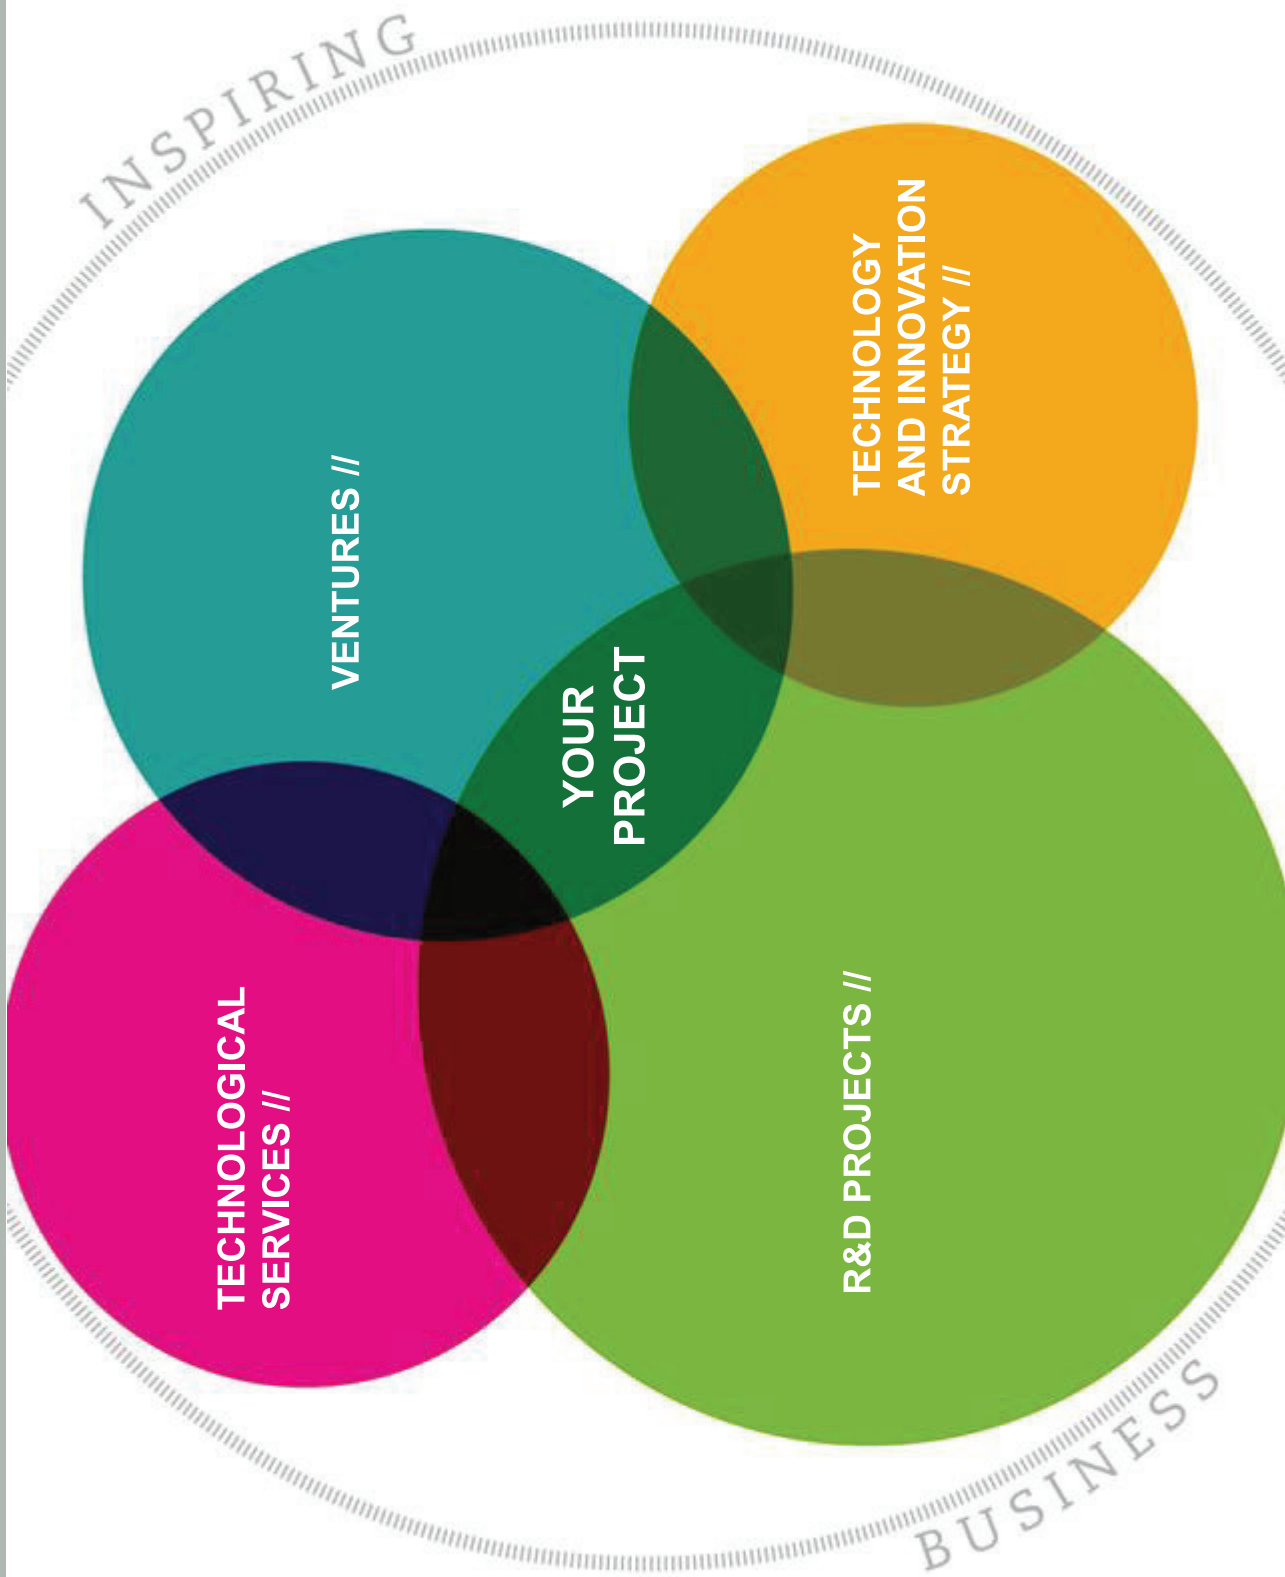 INSPIRING
VENTURES //
TECHNOLOGY
AND INNOVATION
STRATEGY //
YOUR
PROJECT
TECHNOLOGICAL
SERVICES //
R&D PROJECTS //
BUSINESS